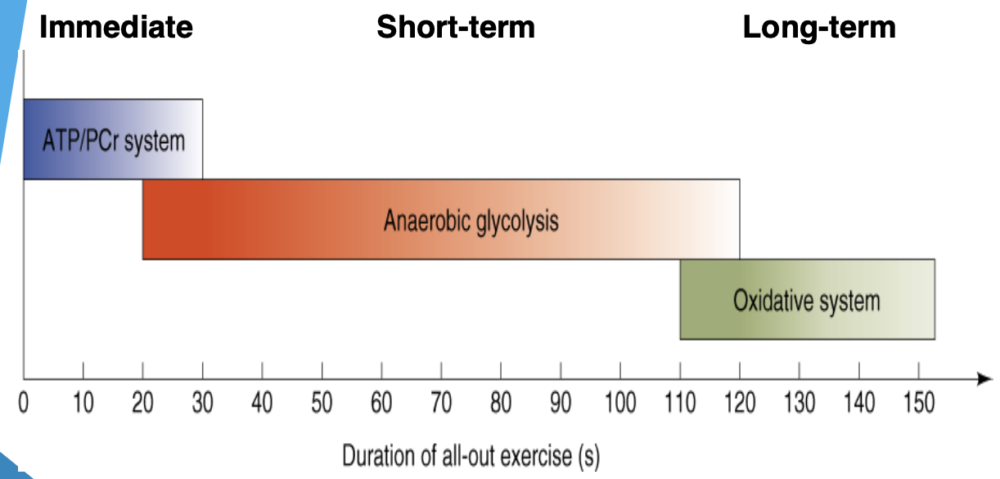 Immediate Short-term Long-term
ATP/PCr system
Anaerobic glycolysis
Oxidative system
0 10 20 30 40 50 60 70 80 90 100 110 120 130 140 150
Duration of all-out exercise (s)